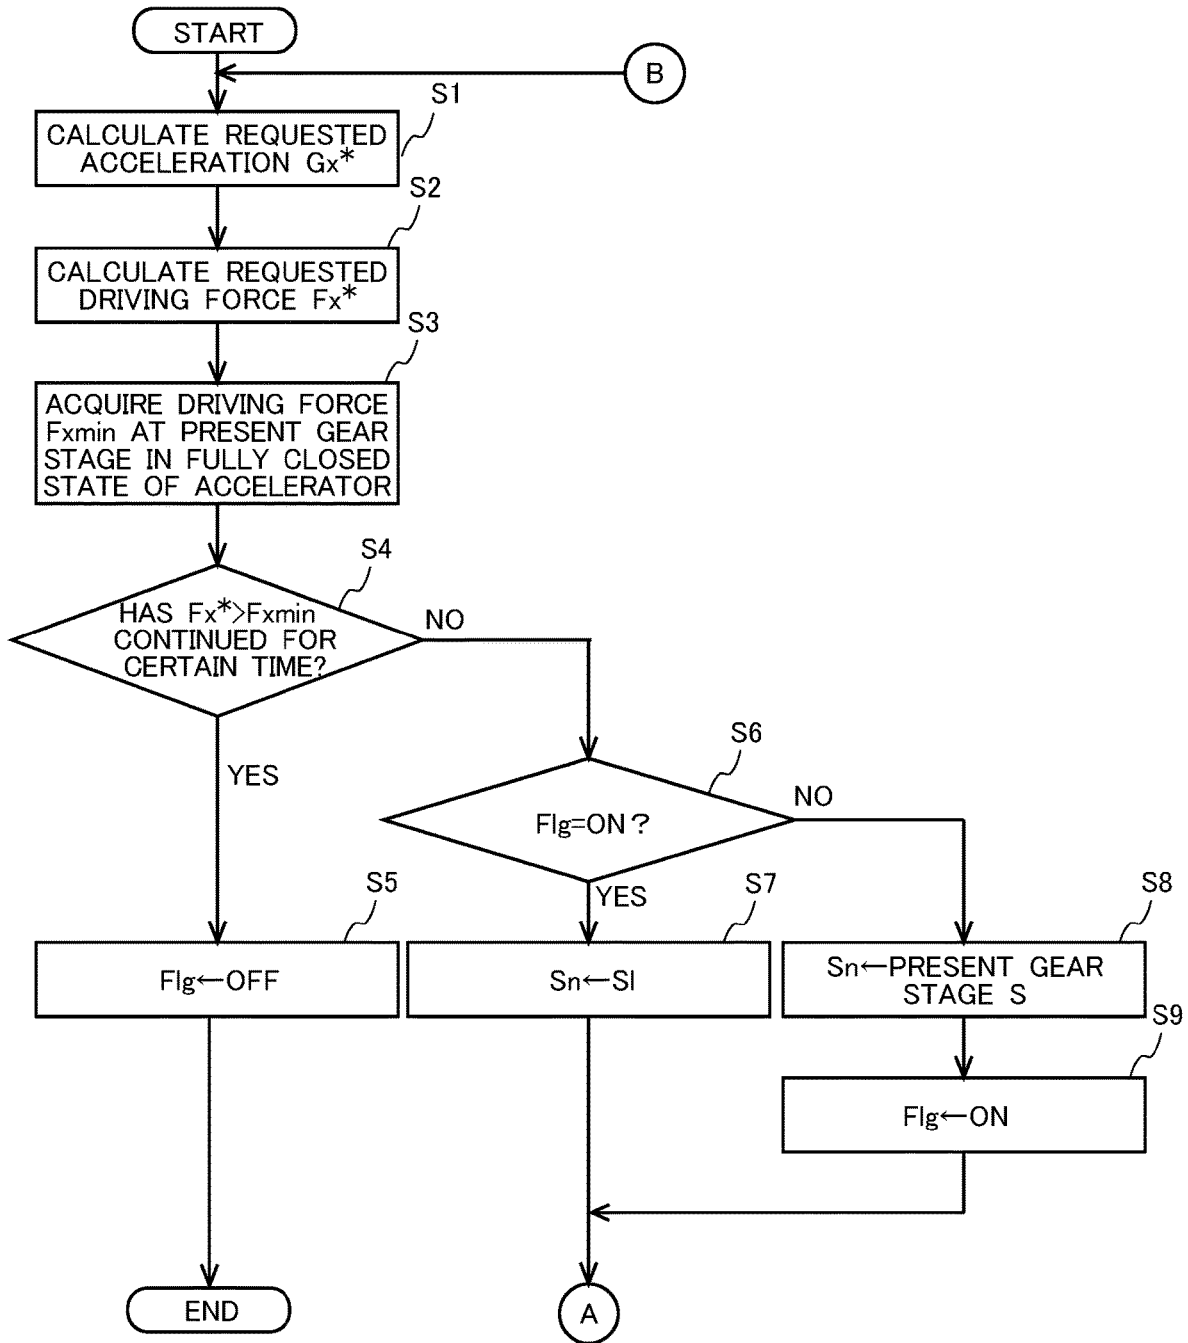 START
B
S1
CALCULATE REQUESTED
ACCELERATION Gx*
S2
CALCULATE REQUESTED
DRIVING FORCE Fx*
S3
ACQUIRE DRIVING FORCE
Fxmin AT PRESENT GEAR
STAGE IN FULLY CLOSED
STATE OF ACCELERATOR
S4
HAS Fx*>Fxmin
CONTINUED FOR
CERTAIN TIME?
NO
YES
S6
Flg=ON?
NO
YES
S5
Flg←OFF
S7
Sn←Sl
S8
Sn←PRESENT GEAR
STAGE S
S9
Flg←ON
END
A